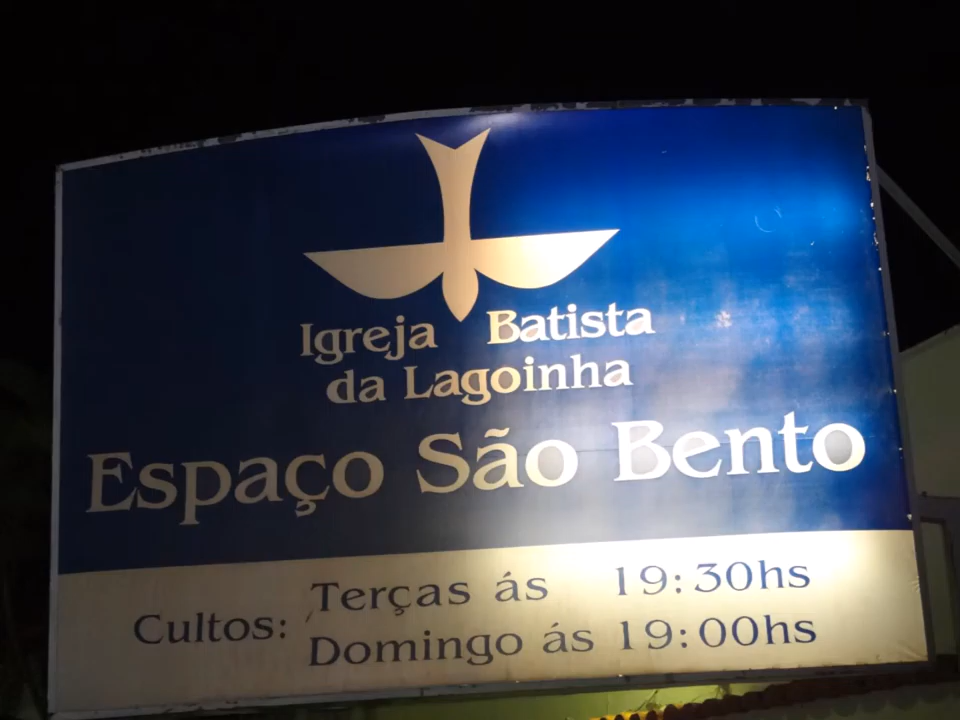 Igreja Batista
da Lagoinha
Espaço São Bento
Cultos:
Terças ás 19:30hs
Domingo ás 19:00hs